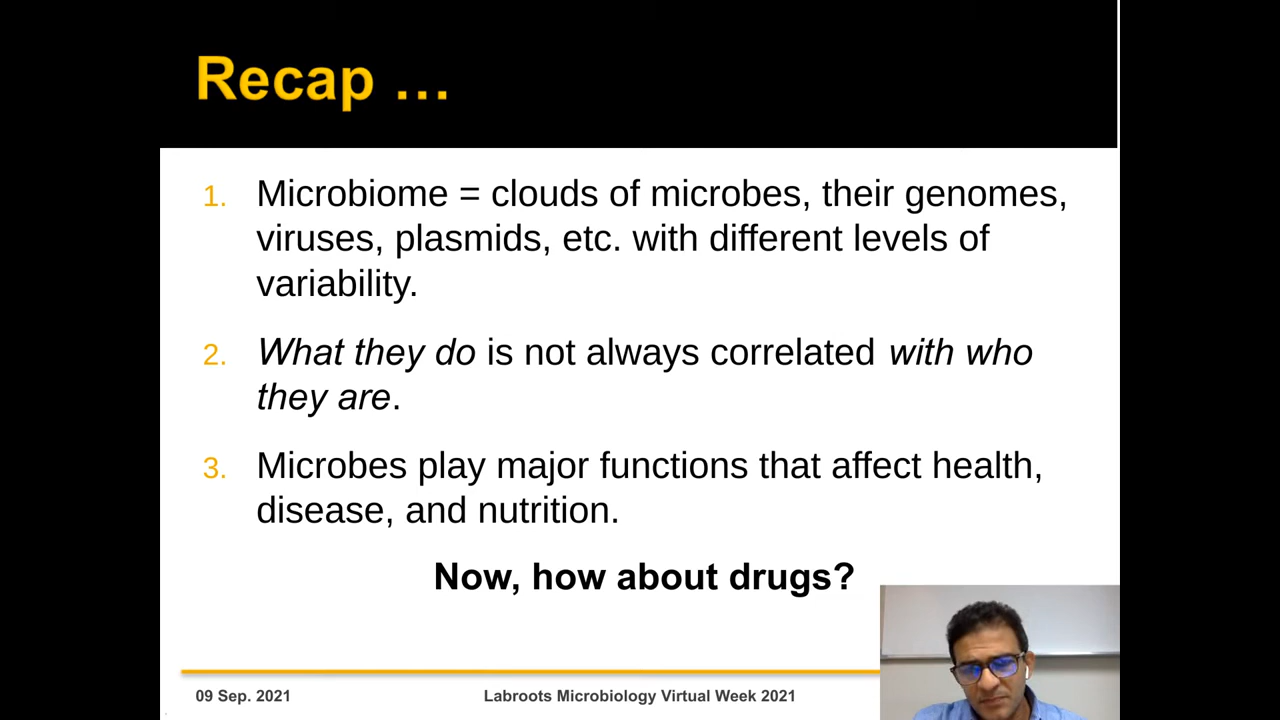 Recap …
1. Microbiome = clouds of microbes, their genomes,
viruses, plasmids, etc. with different levels of
variability.
2. What they do is not always correlated with who
they are.
3. Microbes play major functions that affect health,
disease, and nutrition.
Now, how about drugs?
09 Sep. 2021
Labroots Microbiology Virtual Week 2021